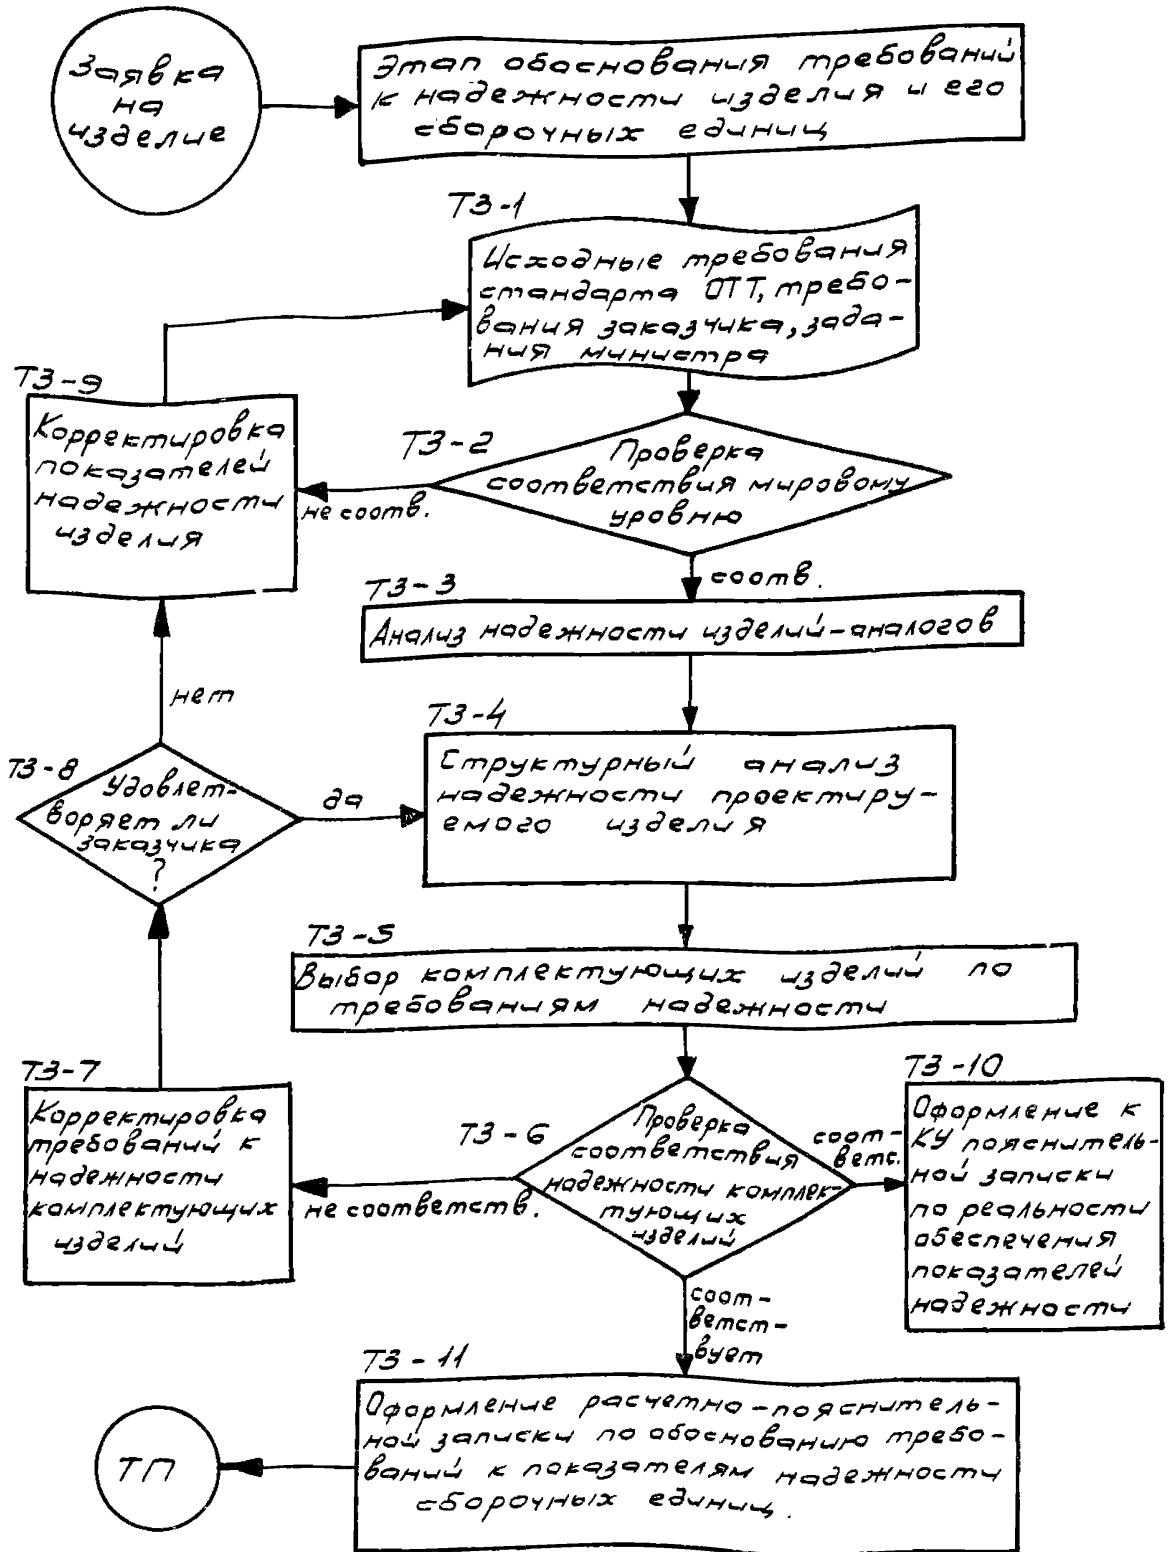 Заявка
на
изделие
Этап обоснования требований
к надежности изделия и его
сборочных единиц
ТЗ-1
Исходные требования
стандарта ОТТ, требо-
вания заказчика, зада-
ния министра
ТЗ-9
Корректировка
показателей
надежности
изделия
ТЗ-2
Проверка
соответствия мировому
уровню
не соотв.
соотв.
ТЗ-3
Анализ надежности изделий-аналогов
нет
ТЗ-4
Структурный анализ
надежности проектиру-
емого изделия
ТЗ-8
Удовлет-
воряет ли
заказчика
?
да
ТЗ-5
Выбор комплектующих изделий по
требованиям надежности
ТЗ-7
Корректировка
требований к
надежности
комплектующих
изделий
ТЗ-6
Проверка
соответствия
надежности комплек-
тующих
изделий
не соответств.
соот-
ветс.
ТЗ-10
Оформление к
КУ пояснитель-
ной записки
по реальности
обеспечения
показателей
надежности
соот-
ветст-
вует
ТЗ-11
Оформление расчетно-пояснитель-
ной записки по обоснованию требо-
ваний к показателям надежности
сборочных единиц.
ТП